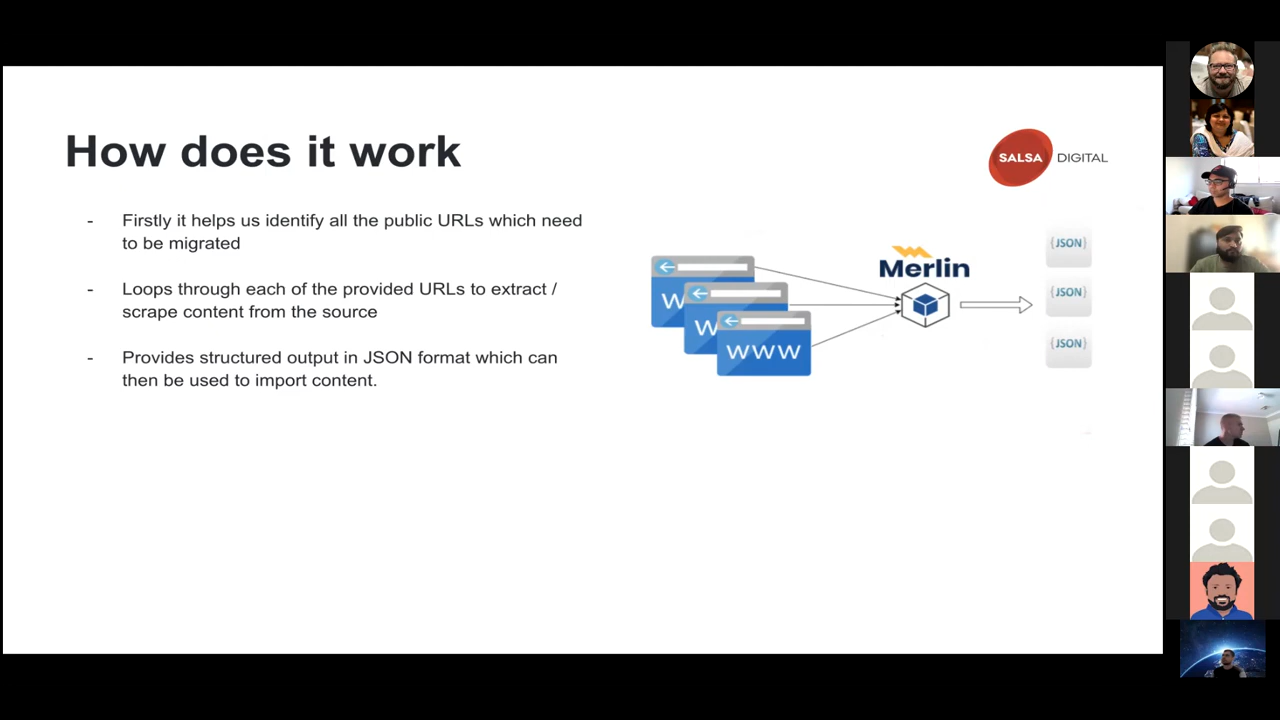 How does it work
SALSA DIGITAL
- Firstly it helps us identify all the public URLs which need
to be migrated
- Loops through each of the provided URLs to extract /
scrape content from the source
- Provides structured output in JSON format which can
then be used to import content.
W
W
WWW
Merlin
{JSON}
{JSON}
{JSON}